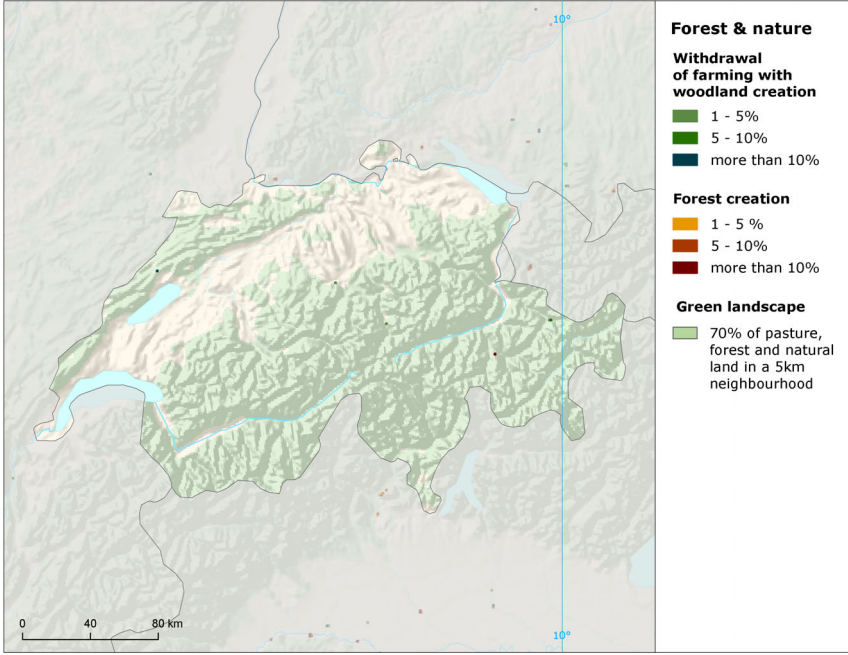 10°
Forest & nature
Withdrawal
of farming with
woodland creation
1 - 5%
5 - 10%
more than 10%
Forest creation
1 - 5 %
5 - 10%
more than 10%
Green landscape
70% of pasture,
forest and natural
land in a 5km
neighbourhood
0 40 80 km
10°